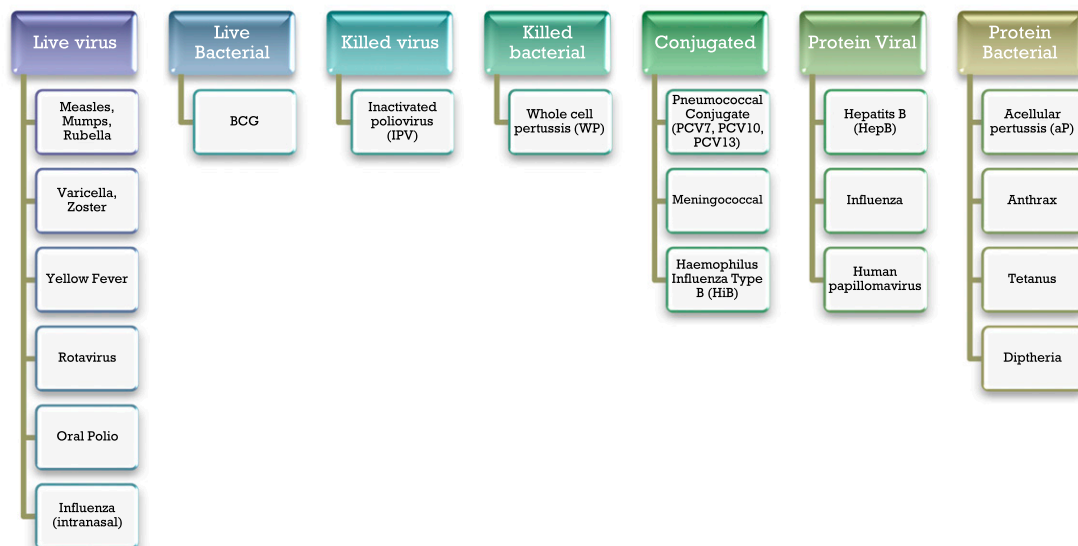 Live virus
Measles,
Mumps,
Rubella
Varicella,
Zoster
Yellow Fever
Rotavirus
Oral Polio
Influenza
(intranasal)
Live
Bacterial
BCG
Killed virus
Inactivated
poliovirus
(IPV)
Killed
bacterial
Whole cell
pertussis (WP)
Conjugated
Pneumococcal
Conjugate
(PCV7, PCV10,
PCV13)
Meningococcal
Haemophilus
Influenza Type
B (HiB)
Protein Viral
Hepatits B
(HepB)
Influenza
Human
papillomavirus
Protein
Bacterial
Acellular
pertussis (aP)
Anthrax
Tetanus
Diptheria